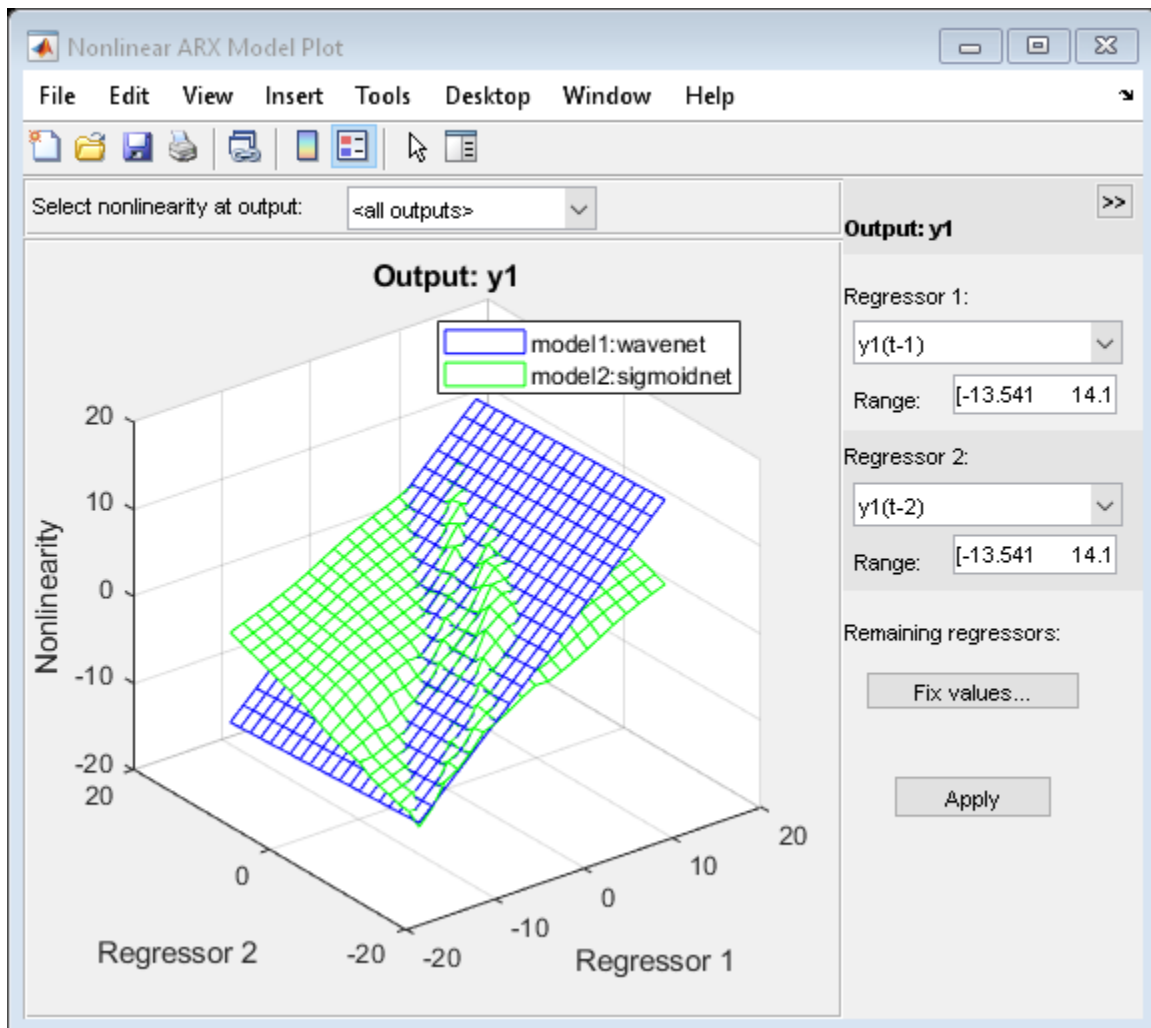 Nonlinear ARX Model Plot
File Edit View Insert Tools Desktop Window Help
Select nonlinearity at output: <all outputs>
>>
Output: y1
Output: y1
model1:wavenet
model2:sigmoidnet
20
10
0
-10
-20
Nonlinearity
20
0
-20
Regressor 2
-20
-10
0
10
20
Regressor 1
Regressor 1:
y1(t-1)
Range: [-13.541 14.1
Regressor 2:
y1(t-2)
Range: [-13.541 14.1
Remaining regressors:
Fix values...
Apply